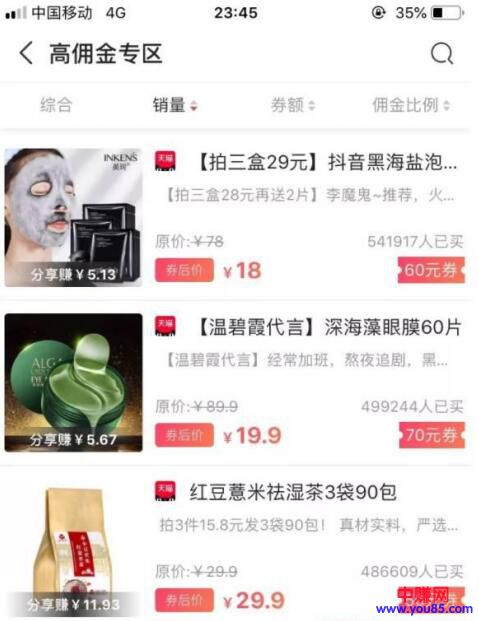 中国移动 4G 23:45 35%
高佣金专区
综合 销量 券额 佣金比例
INKENS
英珂
分享赚￥5.13
天猫 【拍三盒29元】抖音黑海盐泡...
【拍三盒28元再送2片】李魔鬼~推荐，火...
原价:￥78 541917人已买
券后价 ￥18 60元券
ALGA
EYE
分享赚￥5.67
天猫 【温碧霞代言】深海藻眼膜60片
【温碧霞代言】经常加班，熬夜追剧，黑...
原价:￥89.9 499244人已买
券后价 ￥19.9 70元券
分享赚￥11.93
天猫 红豆薏米祛湿茶3袋90包
拍3件15.8元发3袋90包！ 真材实料，严选...
原价:￥29.9 486609人已买
券后价 ￥29.9
中赚网
www.you85.com